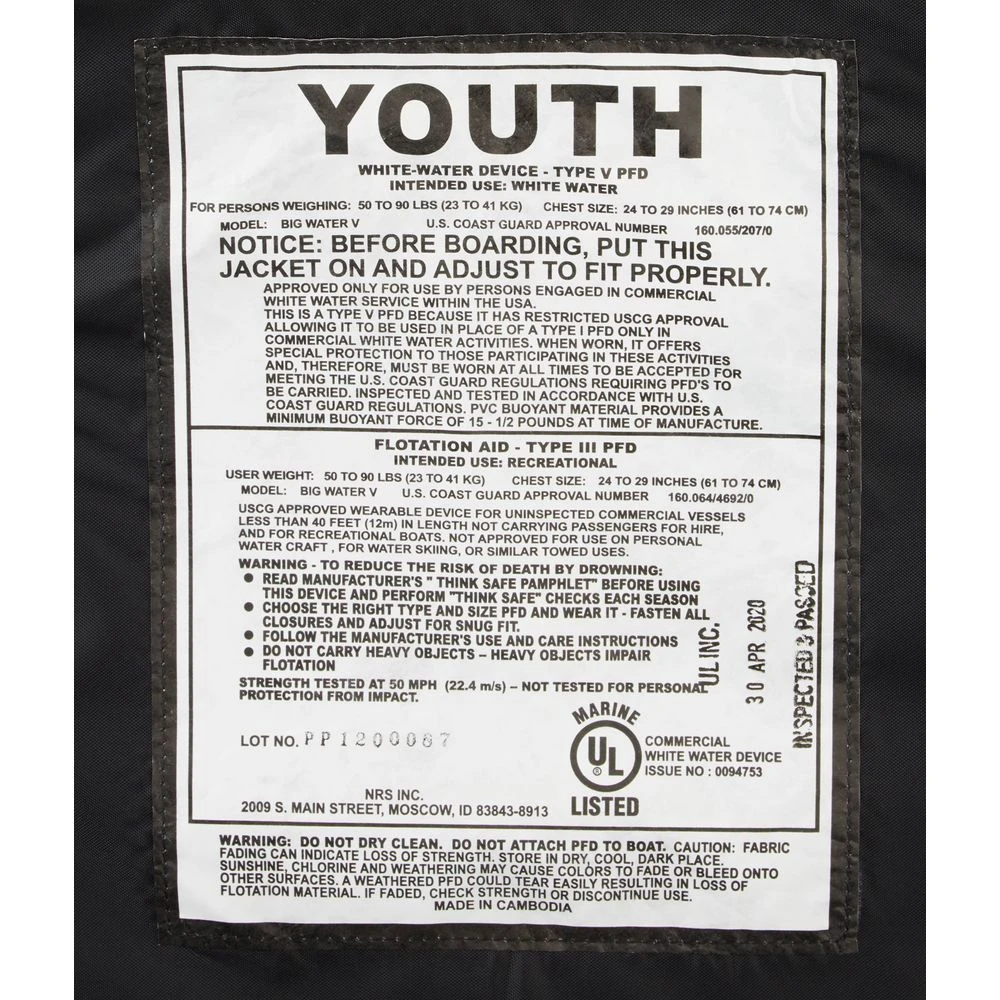 YOUTH
WHITE-WATER DEVICE - TYPE V PFD
INTENDED USE: WHITE WATER
FOR PERSONS WEIGHING: 50 TO 90 LBS (23 TO 41 KG) CHEST SIZE: 24 TO 29 INCHES (61 TO 74 CM)
MODEL: BIG WATER V U.S. COAST GUARD APPROVAL NUMBER 160.055/207/0
NOTICE: BEFORE BOARDING, PUT THIS
JACKET ON AND ADJUST TO FIT PROPERLY.
APPROVED ONLY FOR USE BY PERSONS ENGAGED IN COMMERCIAL
WHITE WATER SERVICE WITHIN THE USA.
THIS IS A TYPE V PFD BECAUSE IT HAS RESTRICTED USCG APPROVAL
ALLOWING IT TO BE USED IN PLACE OF A TYPE I PFD ONLY IN
COMMERCIAL WHITE WATER ACTIVITIES. WHEN WORN, IT OFFERS
SPECIAL PROTECTION TO THOSE PARTICIPATING IN THESE ACTIVITIES
AND, THEREFORE, MUST BE WORN AT ALL TIMES TO BE ACCEPTED FOR
MEETING THE U.S. COAST GUARD REGULATIONS REQUIRING PFD'S TO
BE CARRIED. INSPECTED AND TESTED IN ACCORDANCE WITH U.S.
COAST GUARD REGULATIONS. PVC BUOYANT MATERIAL PROVIDES A
MINIMUM BUOYANT FORCE OF 15 - 1/2 POUNDS AT TIME OF MANUFACTURE.
FLOTATION AID - TYPE III PFD
INTENDED USE: RECREATIONAL
USER WEIGHT: 50 TO 90 LBS (23 TO 41 KG) CHEST SIZE: 24 TO 29 INCHES (61 TO 74 CM)
MODEL: BIG WATER V U.S. COAST GUARD APPROVAL NUMBER 160.064/4692/0
USCG APPROVED WEARABLE DEVICE FOR UNINSPECTED COMMERCIAL VESSELS
LESS THAN 40 FEET (12m) IN LENGTH NOT CARRYING PASSENGERS FOR HIRE,
AND FOR RECREATIONAL BOATS. NOT APPROVED FOR USE ON PERSONAL
WATER CRAFT , FOR WATER SKIING, OR SIMILAR TOWED USES.
WARNING - TO REDUCE THE RISK OF DEATH BY DROWNING:
● READ MANUFACTURER'S " THINK SAFE PAMPHLET" BEFORE USING
THIS DEVICE AND PERFORM "THINK SAFE" CHECKS EACH SEASON
● CHOOSE THE RIGHT TYPE AND SIZE PFD AND WEAR IT - FASTEN ALL
CLOSURES AND ADJUST FOR SNUG FIT.
● FOLLOW THE MANUFACTURER'S USE AND CARE INSTRUCTIONS
● DO NOT CARRY HEAVY OBJECTS – HEAVY OBJECTS IMPAIR
FLOTATION
STRENGTH TESTED AT 50 MPH (22.4 m/s) – NOT TESTED FOR PERSONAL
PROTECTION FROM IMPACT.
UL INC.
30 APR 2020
INSPECTED & PASSED
LOT NO. PP1200087
MARINE
UL
®
LISTED
COMMERCIAL
WHITE WATER DEVICE
ISSUE NO : 0094753
NRS INC.
2009 S. MAIN STREET, MOSCOW, ID 83843-8913
WARNING: DO NOT DRY CLEAN. DO NOT ATTACH PFD TO BOAT. CAUTION: FABRIC
FADING CAN INDICATE LOSS OF STRENGTH. STORE IN DRY, COOL, DARK PLACE.
SUNSHINE, CHLORINE AND WEATHERING MAY CAUSE COLORS TO FADE OR BLEED ONTO
OTHER SURFACES. A WEATHERED PFD COULD TEAR EASILY RESULTING IN LOSS OF
FLOTATION MATERIAL. IF FADED, CHECK STRENGTH OR DISCONTINUE USE.
MADE IN CAMBODIA